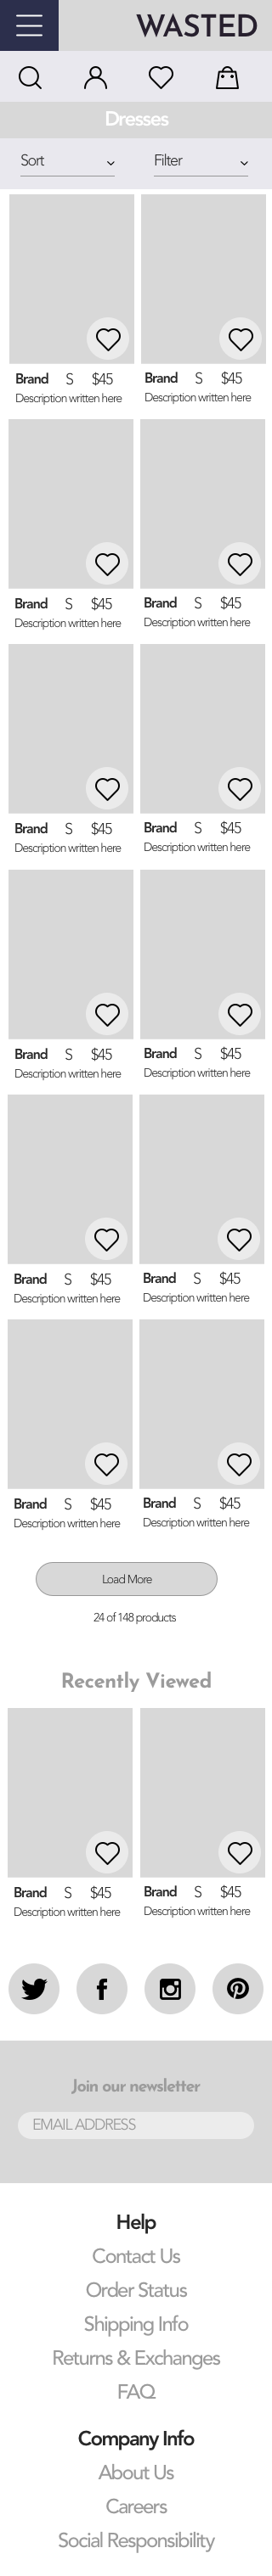 WASTED
Dresses
Sort Filter
Brand S $45 Brand S $45
Description written here Description written here
Brand S $45 Brand S $45
Description written here Description written here
Brand S $45 Brand S $45
Description written here Description written here
Brand S $45 Brand S $45
Description written here Description written here
Brand S $45 Brand S $45
Description written here Description written here
Brand S $45 Brand S $45
Description written here Description written here
Load More
24 of 148 products
Recently Viewed
Brand S $45 Brand S $45
Description written here Description written here
Join our newsletter
EMAIL ADDRESS
Help
Contact Us
Order Status
Shipping Info
Returns & Exchanges
FAQ
Company Info
About Us
Careers
Social Responsibility